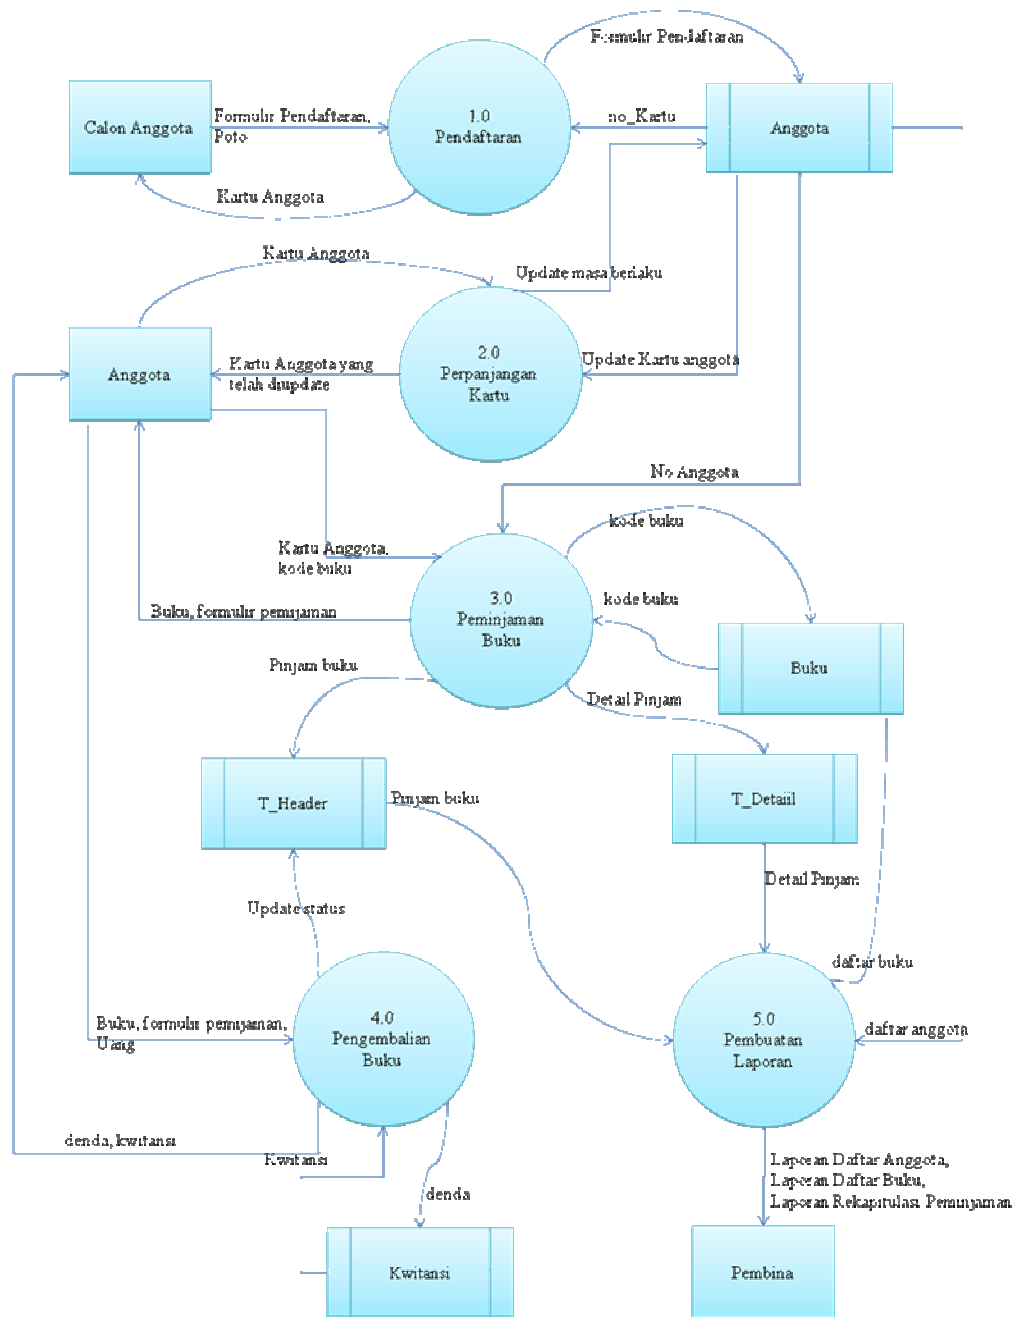 Formulir Pendaftaran
Calon Anggota
Formulir Pendaftaran,
Poto
1.0
Pendaftaran
no_Kartu
Anggota
Kartu Anggota
Kartu Anggota
Update masa berlaku
Anggota
Kartu Anggota yang
telah diupdate
2.0
Perpanjangan
Kartu
Update Kartu anggota
No Anggota
kode buku
Kartu Anggota,
kode buku
3.0
Peminjaman
Buku
kode buku
Buku, formulir pemijaman
Buku
Pinjam buku
Detail Pinjam
T_Header
Pinjam buku
T_Detaiil
Detail Pinjam
Update status
daftar buku
Buku, formulir pemijaman,
Uang
4.0
Pengembalian
Buku
5.0
Pembuatan
Laporan
daftar anggota
denda, kwitansi
Kwitansi
denda
Laporan Daftar Anggota,
Laporan Daftar Buku,
Laporan Rekapitulasi Peminjaman
Kwitansi
Pembina